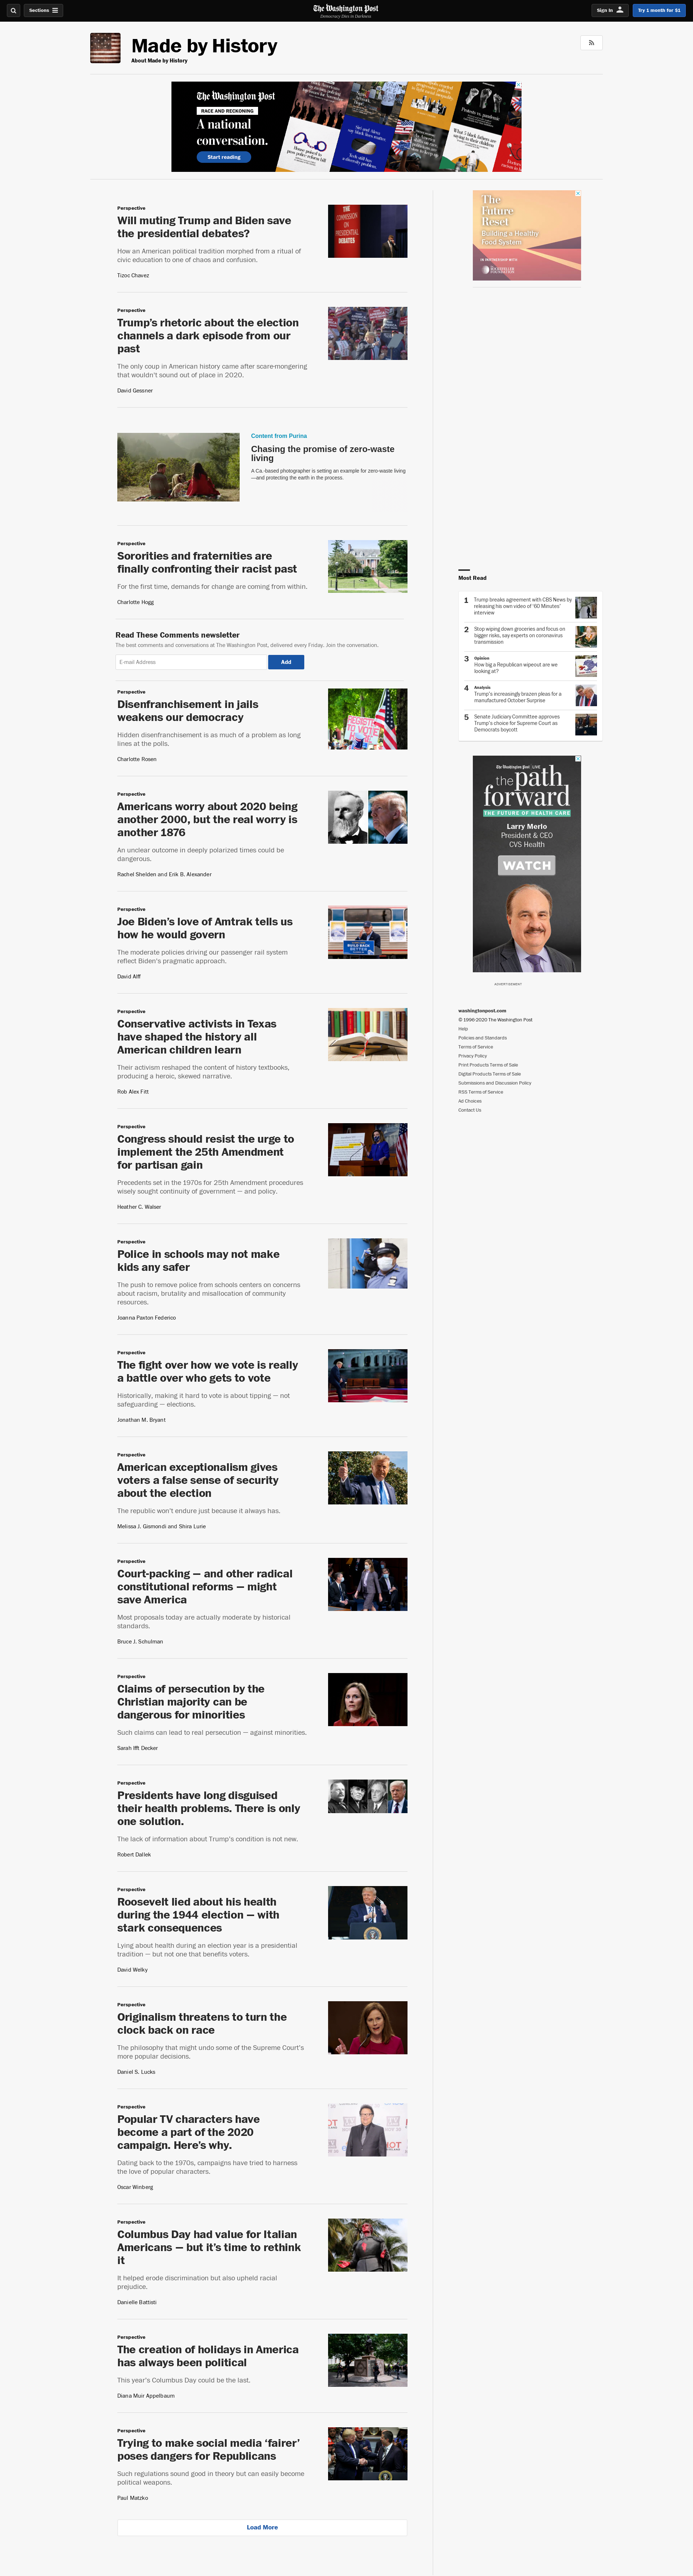 Sections
The Washington Post
Democracy Dies in Darkness
Sign In
Try 1 month for $1
Made by History
About Made by History
The Washington Post
RACE AND RECKONING
A national
conversation.
Start reading
Perspective
Will muting Trump and Biden save
the presidential debates?
How an American political tradition morphed from a ritual of
civic education to one of chaos and confusion.
Tizoc Chavez
THE
COMMISSION
ON
PRESIDENTIAL
DEBATES
Perspective
Trump’s rhetoric about the election
channels a dark episode from our
past
The only coup in American history came after scare-mongering
that wouldn't sound out of place in 2020.
David Gessner
Content from Purina
Chasing the promise of zero-waste
living
A Ca.-based photographer is setting an example for zero-waste living
—and protecting the earth in the process.
Perspective
Sororities and fraternities are
finally confronting their racist past
For the first time, demands for change are coming from within.
Charlotte Hogg
Read These Comments newsletter
The best comments and conversations at The Washington Post, delivered every Friday. Join the conversation.
E-mail Address
Add
Perspective
Disenfranchisement in jails
weakens our democracy
Hidden disenfranchisement is as much of a problem as long
lines at the polls.
Charlotte Rosen
REGISTER
TO VOTE
Perspective
Americans worry about 2020 being
another 2000, but the real worry is
another 1876
An unclear outcome in deeply polarized times could be
dangerous.
Rachel Shelden and Erik B. Alexander
Perspective
Joe Biden’s love of Amtrak tells us
how he would govern
The moderate policies driving our passenger rail system
reflect Biden's pragmatic approach.
David Alff
BUILD BACK
BETTER
Perspective
Conservative activists in Texas
have shaped the history all
American children learn
Their activism reshaped the content of history textbooks,
producing a heroic, skewed narrative.
Rob Alex Fitt
Perspective
Congress should resist the urge to
implement the 25th Amendment
for partisan gain
Precedents set in the 1970s for 25th Amendment procedures
wisely sought continuity of government — and policy.
Heather C. Walser
Perspective
Police in schools may not make
kids any safer
The push to remove police from schools centers on concerns
about racism, brutality and misallocation of community
resources.
Joanna Paxton Federico
Perspective
The fight over how we vote is really
a battle over who gets to vote
Historically, making it hard to vote is about tipping — not
safeguarding — elections.
Jonathan M. Bryant
Perspective
American exceptionalism gives
voters a false sense of security
about the election
The republic won't endure just because it always has.
Melissa J. Gismondi and Shira Lurie
Perspective
Court-packing — and other radical
constitutional reforms — might
save America
Most proposals today are actually moderate by historical
standards.
Bruce J. Schulman
Perspective
Claims of persecution by the
Christian majority can be
dangerous for minorities
Such claims can lead to real persecution — against minorities.
Sarah Ifft Decker
Perspective
Presidents have long disguised
their health problems. There is only
one solution.
The lack of information about Trump's condition is not new.
Robert Dallek
Perspective
Roosevelt lied about his health
during the 1944 election — with
stark consequences
Lying about health during an election year is a presidential
tradition — but not one that benefits voters.
David Welky
Perspective
Originalism threatens to turn the
clock back on race
The philosophy that might undo some of the Supreme Court's
more popular decisions.
Daniel S. Lucks
Perspective
Popular TV characters have
become a part of the 2020
campaign. Here’s why.
Dating back to the 1970s, campaigns have tried to harness
the love of popular characters.
Oscar Winberg
Perspective
Columbus Day had value for Italian
Americans — but it’s time to rethink
it
It helped erode discrimination but also upheld racial
prejudice.
Danielle Battisti
Perspective
The creation of holidays in America
has always been political
This year's Columbus Day could be the last.
Diana Muir Appelbaum
Perspective
Trying to make social media ‘fairer’
poses dangers for Republicans
Such regulations sound good in theory but can easily become
political weapons.
Paul Matzko
Load More
The
Future
Reset
Building a Healthy
Food System
IN PARTNERSHIP WITH
Most Read
1
Trump breaks agreement with CBS News by
releasing his own video of ‘60 Minutes’
interview
2
Stop wiping down groceries and focus on
bigger risks, say experts on coronavirus
transmission
3
Opinion
How big a Republican wipeout are we
looking at?
4
Analysis
Trump’s increasingly brazen pleas for a
manufactured October Surprise
5
Senate Judiciary Committee approves
Trump’s choice for Supreme Court as
Democrats boycott
The Washington Post LIVE
the path
forward
THE FUTURE OF HEALTH CARE
Larry Merlo
President & CEO
CVS Health
WATCH
ADVERTISEMENT
washingtonpost.com
© 1996-2020 The Washington Post
Help
Policies and Standards
Terms of Service
Privacy Policy
Print Products Terms of Sale
Digital Products Terms of Sale
Submissions and Discussion Policy
RSS Terms of Service
Ad Choices
Contact Us